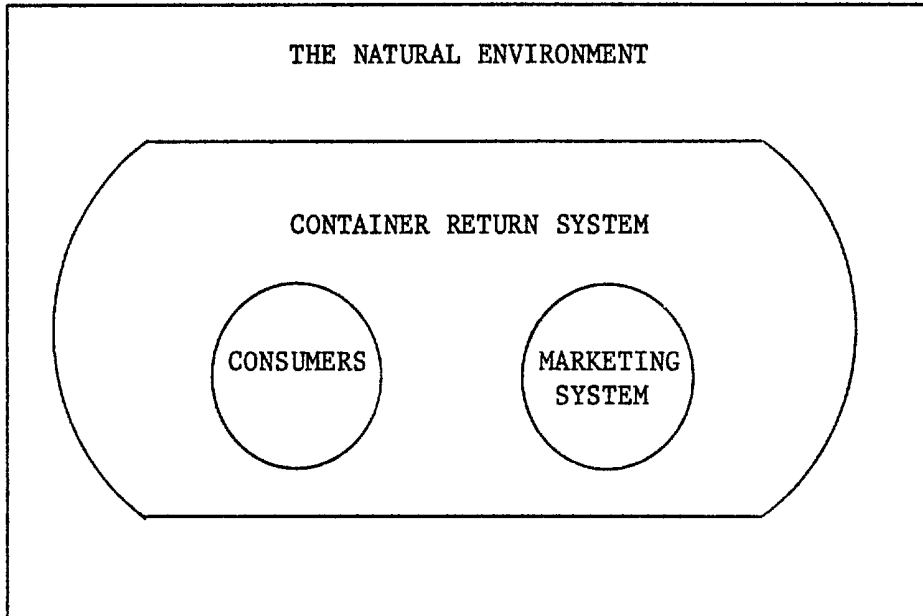 THE NATURAL ENVIRONMENT
CONTAINER RETURN SYSTEM
CONSUMERS
MARKETING
SYSTEM